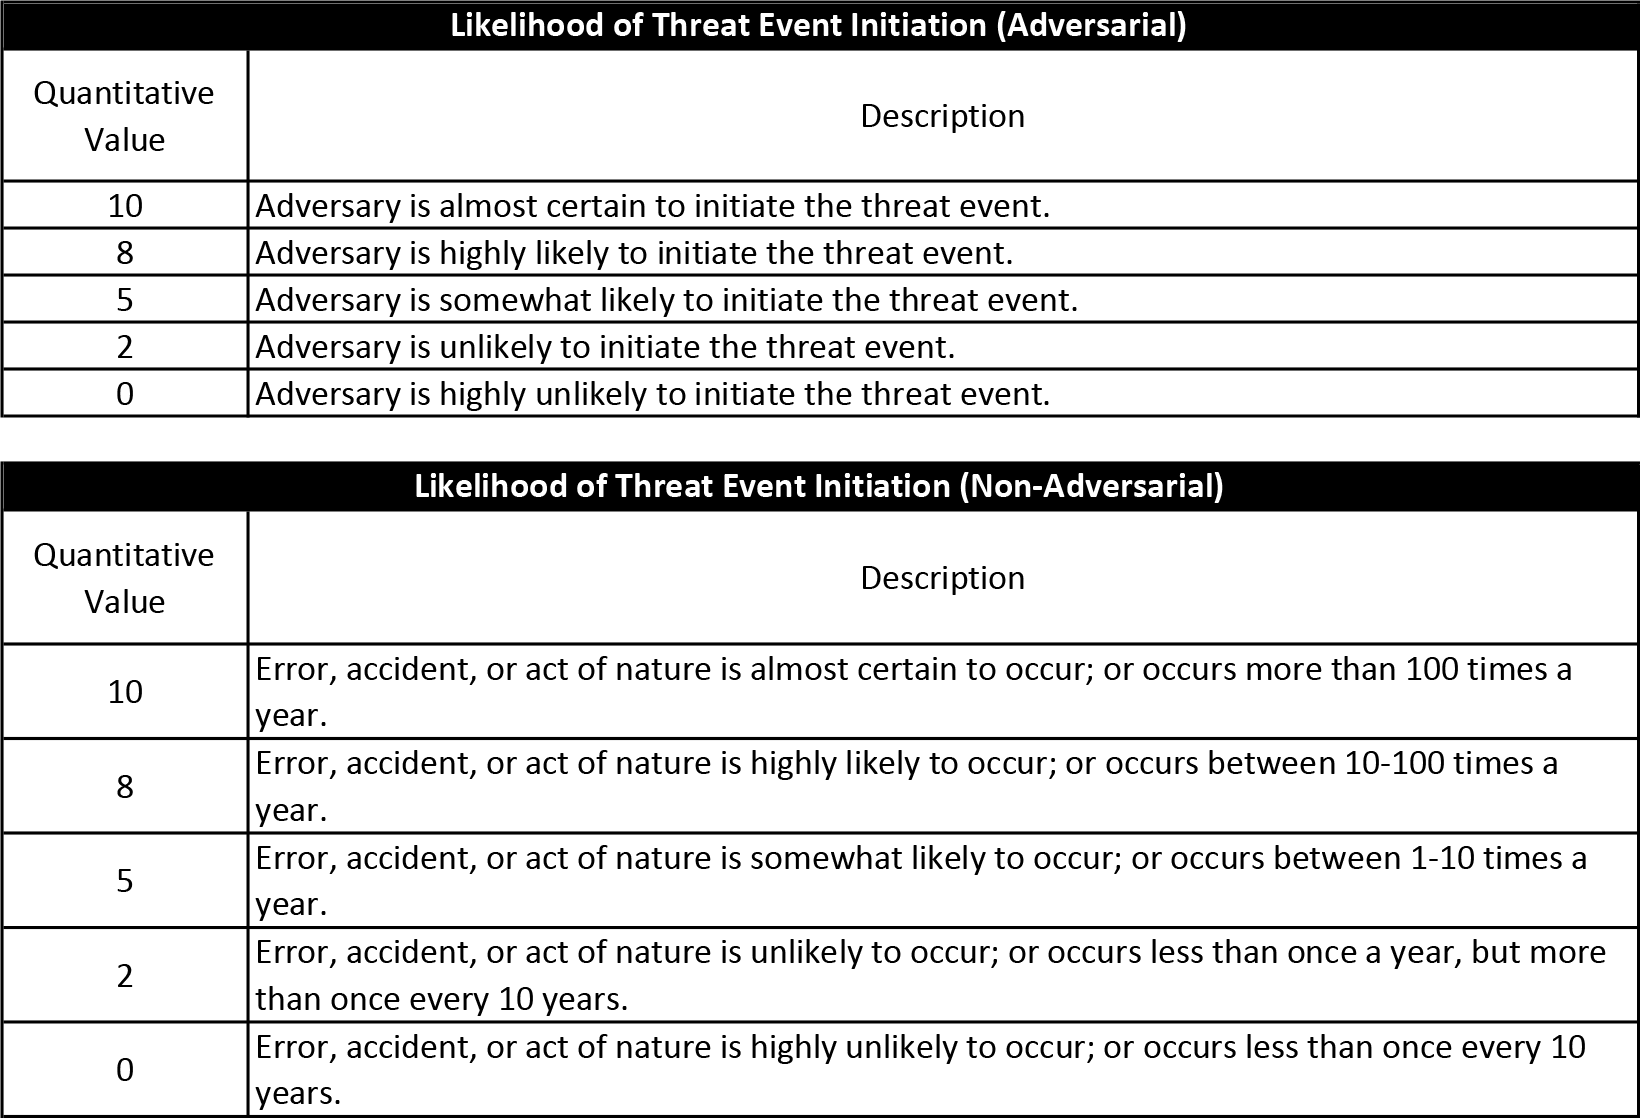 Likelihood of Threat Event Initiation (Adversarial)
Quantitative
Value
Description
10
Adversary is almost certain to initiate the threat event.
8
Adversary is highly likely to initiate the threat event.
5
Adversary is somewhat likely to initiate the threat event.
2
Adversary is unlikely to initiate the threat event.
0
Adversary is highly unlikely to initiate the threat event.
Likelihood of Threat Event Initiation (Non-Adversarial)
Quantitative
Value
Description
10
Error, accident, or act of nature is almost certain to occur; or occurs more than 100 times a
year.
8
Error, accident, or act of nature is highly likely to occur; or occurs between 10-100 times a
year.
5
Error, accident, or act of nature is somewhat likely to occur; or occurs between 1-10 times a
year.
2
Error, accident, or act of nature is unlikely to occur; or occurs less than once a year, but more
than once every 10 years.
0
Error, accident, or act of nature is highly unlikely to occur; or occurs less than once every 10
years.